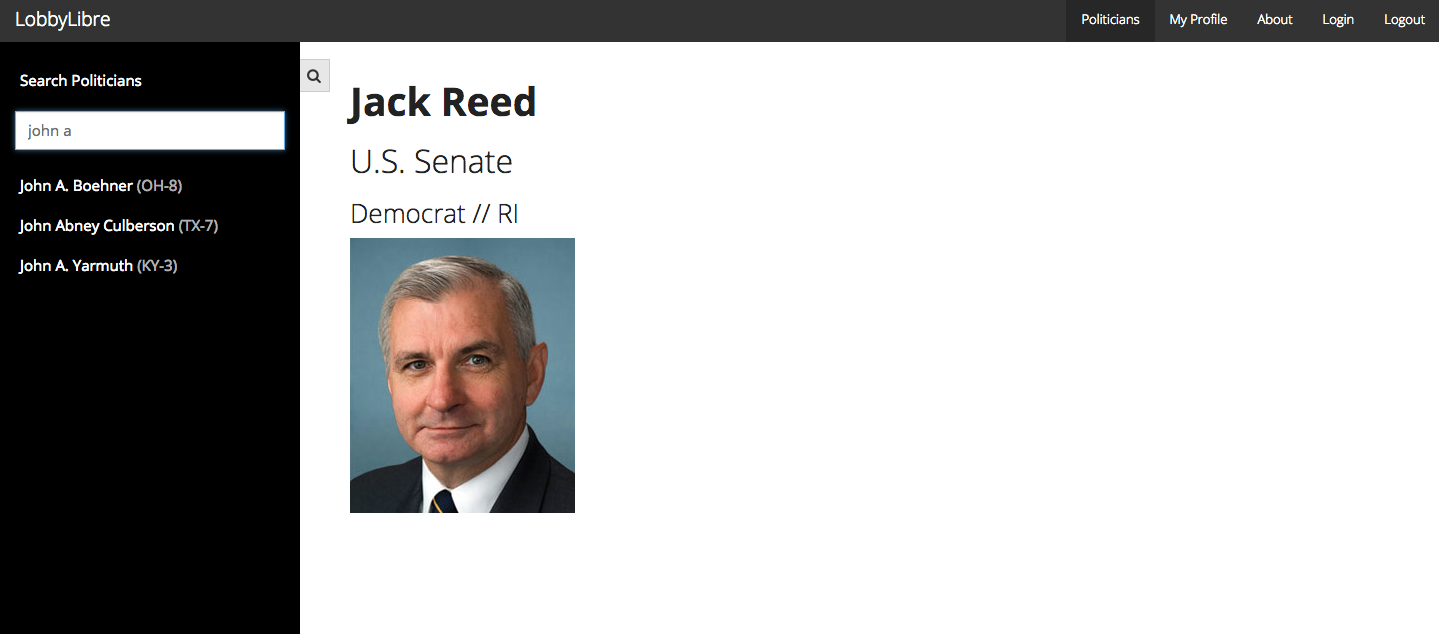 LobbyLibre
Politicians
My Profile
About
Login
Logout
Search Politicians
john a
John A. Boehner (OH-8)
John Abney Culberson (TX-7)
John A. Yarmuth (KY-3)
Jack Reed
U.S. Senate
Democrat // RI